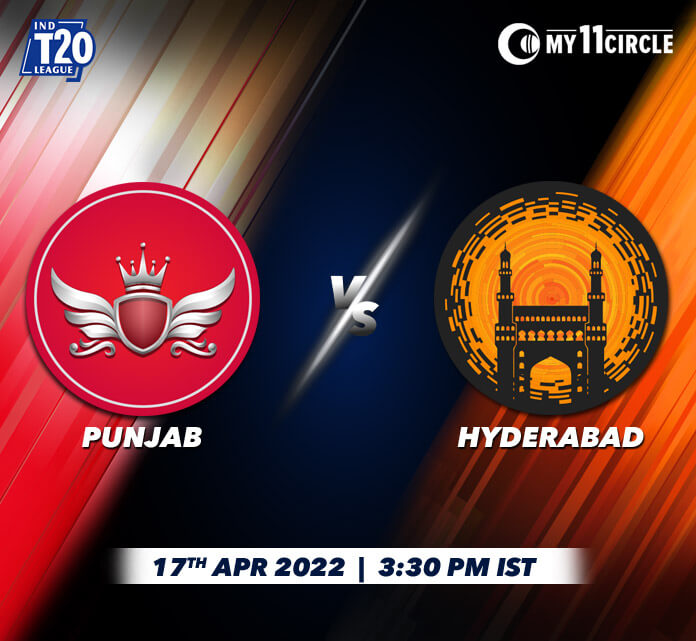 IND
T20
LEAGUE
MY11CIRCLE
VS
PUNJAB
HYDERABAD
17TH APR 2022 | 3:30 PM IST